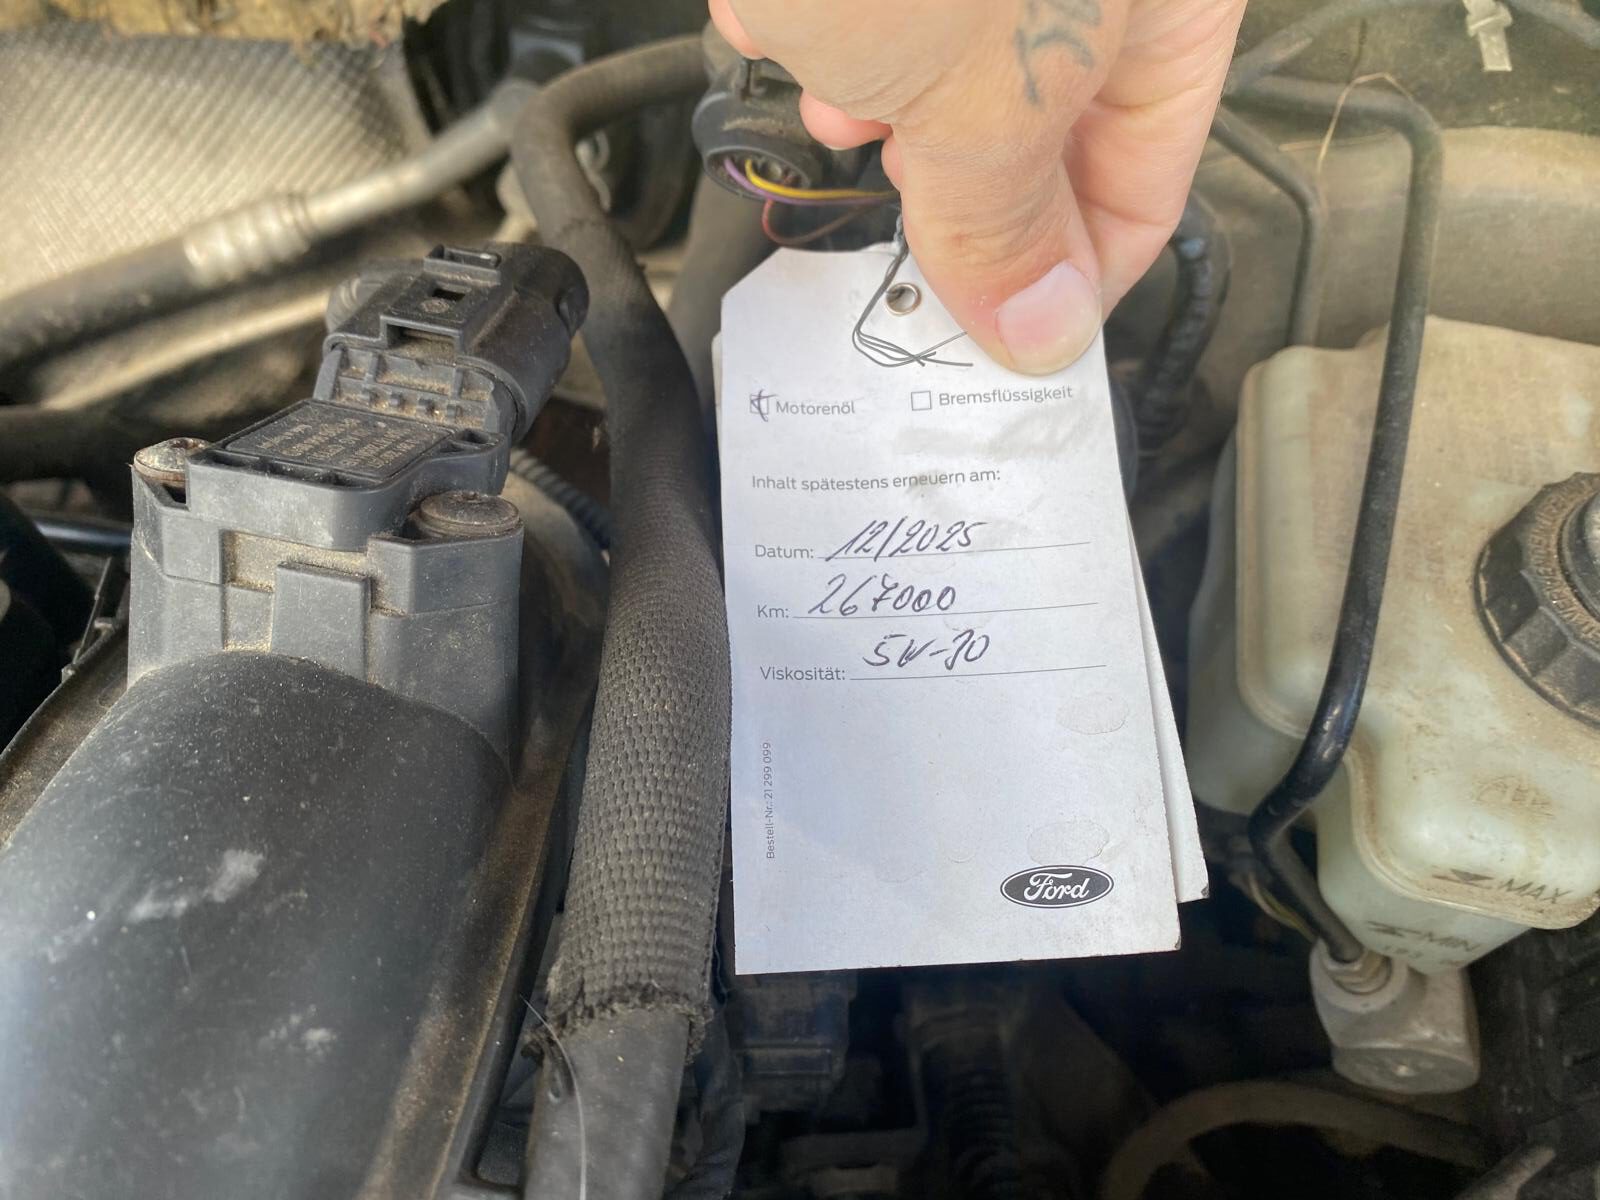 Motorenöl
Bremsflüssigkeit
Inhalt spätestens erneuern am:
Datum: 12/2025
Km: 267000
Viskosität: 5W-30
Bestell-Nr.: 21 299 099
Ford
MAX
MIN